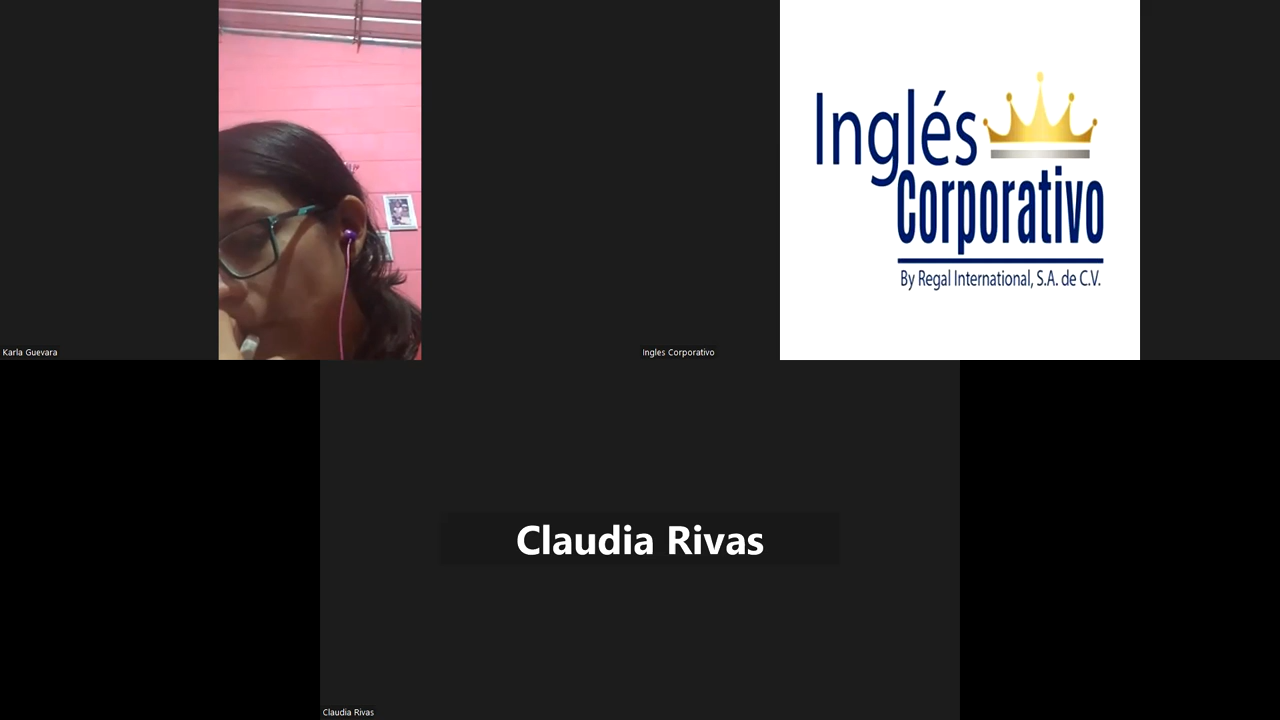 Inglés
Corporativo
By Regal International, S.A. de C.V.
Karla Guevara
Ingles Corporativo
Claudia Rivas
Claudia Rivas